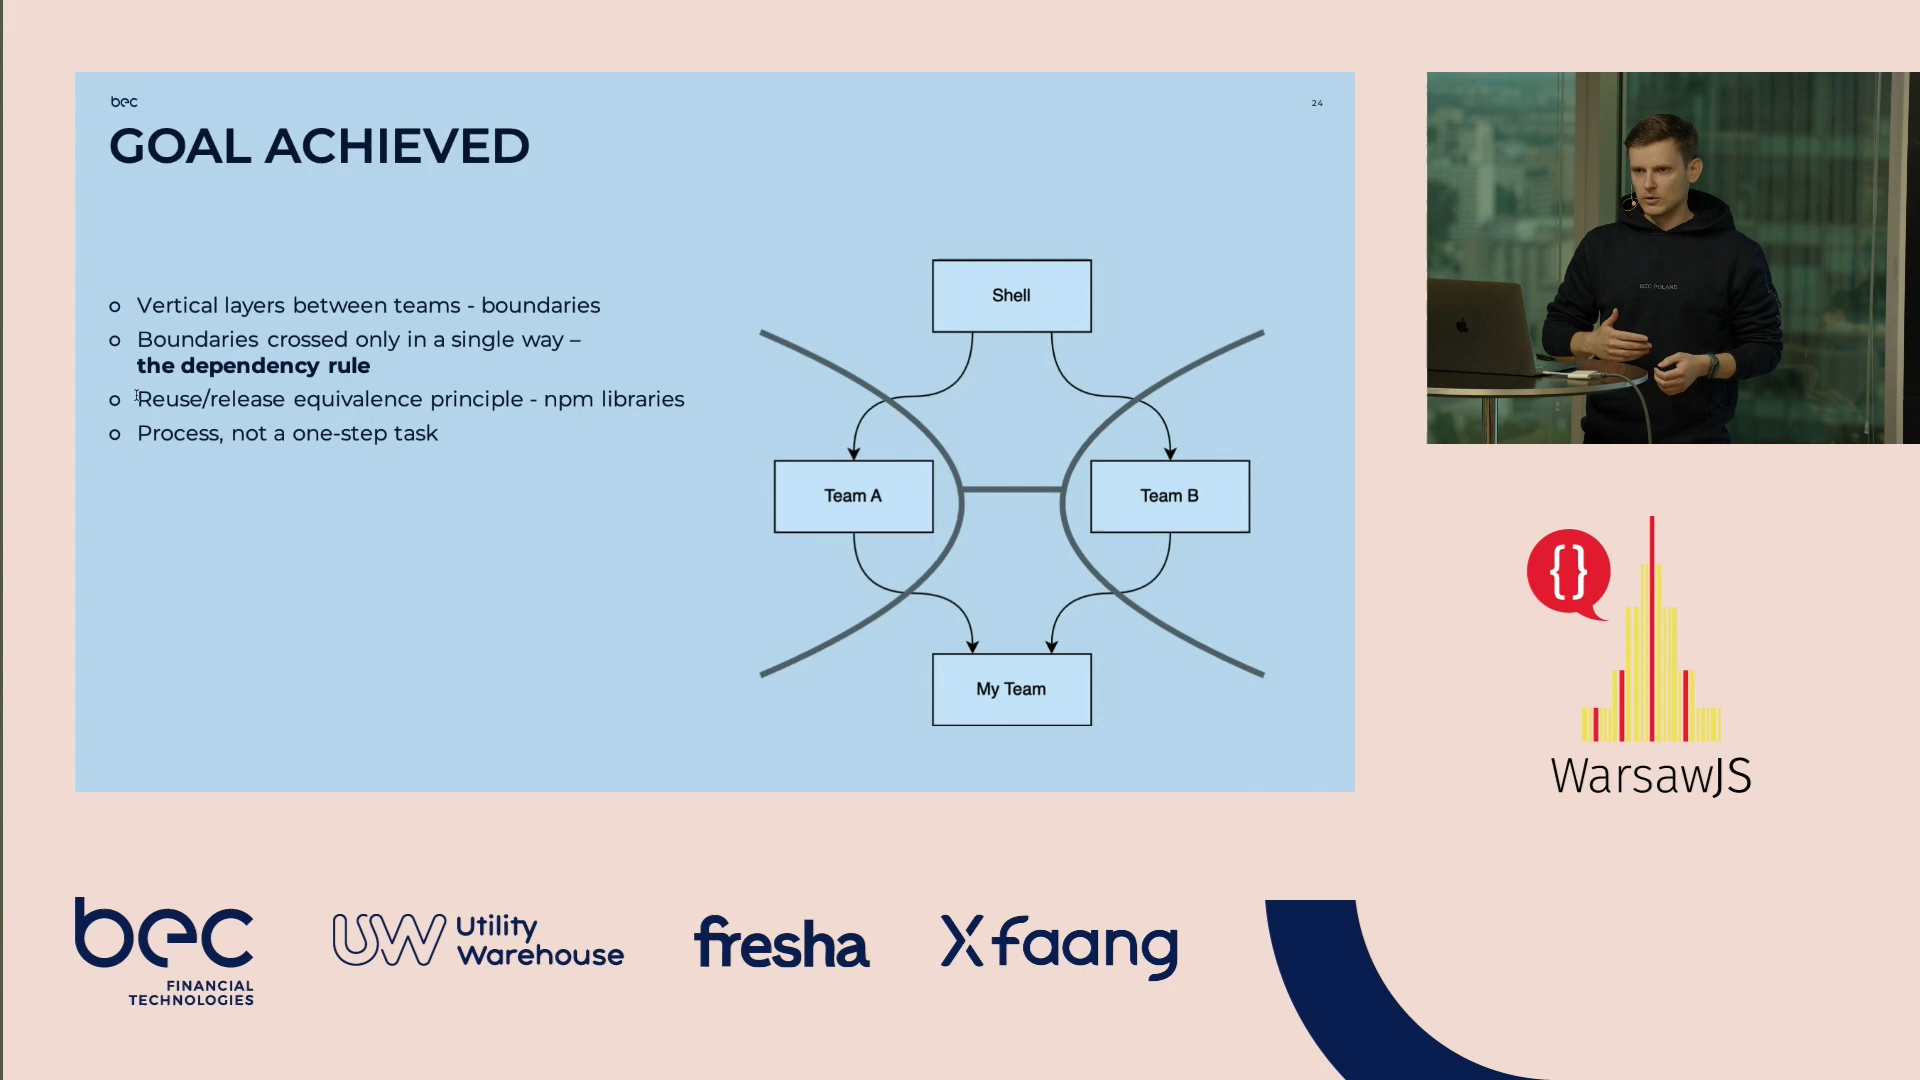 bec
24
GOAL ACHIEVED
Vertical layers between teams - boundaries
Boundaries crossed only in a single way –
the dependency rule
Reuse/release equivalence principle - npm libraries
Process, not a one-step task
Shell
Team A
Team B
My Team
BEC POLAND
{}
WarsawJS
bec
FINANCIAL
TECHNOLOGIES
UW Utility
Warehouse
fresha
Xfaang